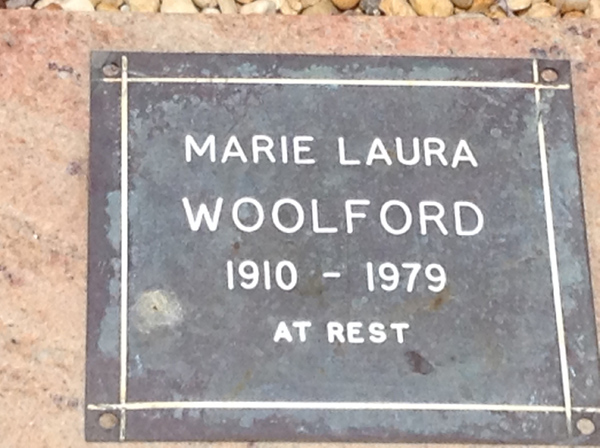 MARIE LAURA
WOOLFORD
1910 - 1979
AT REST